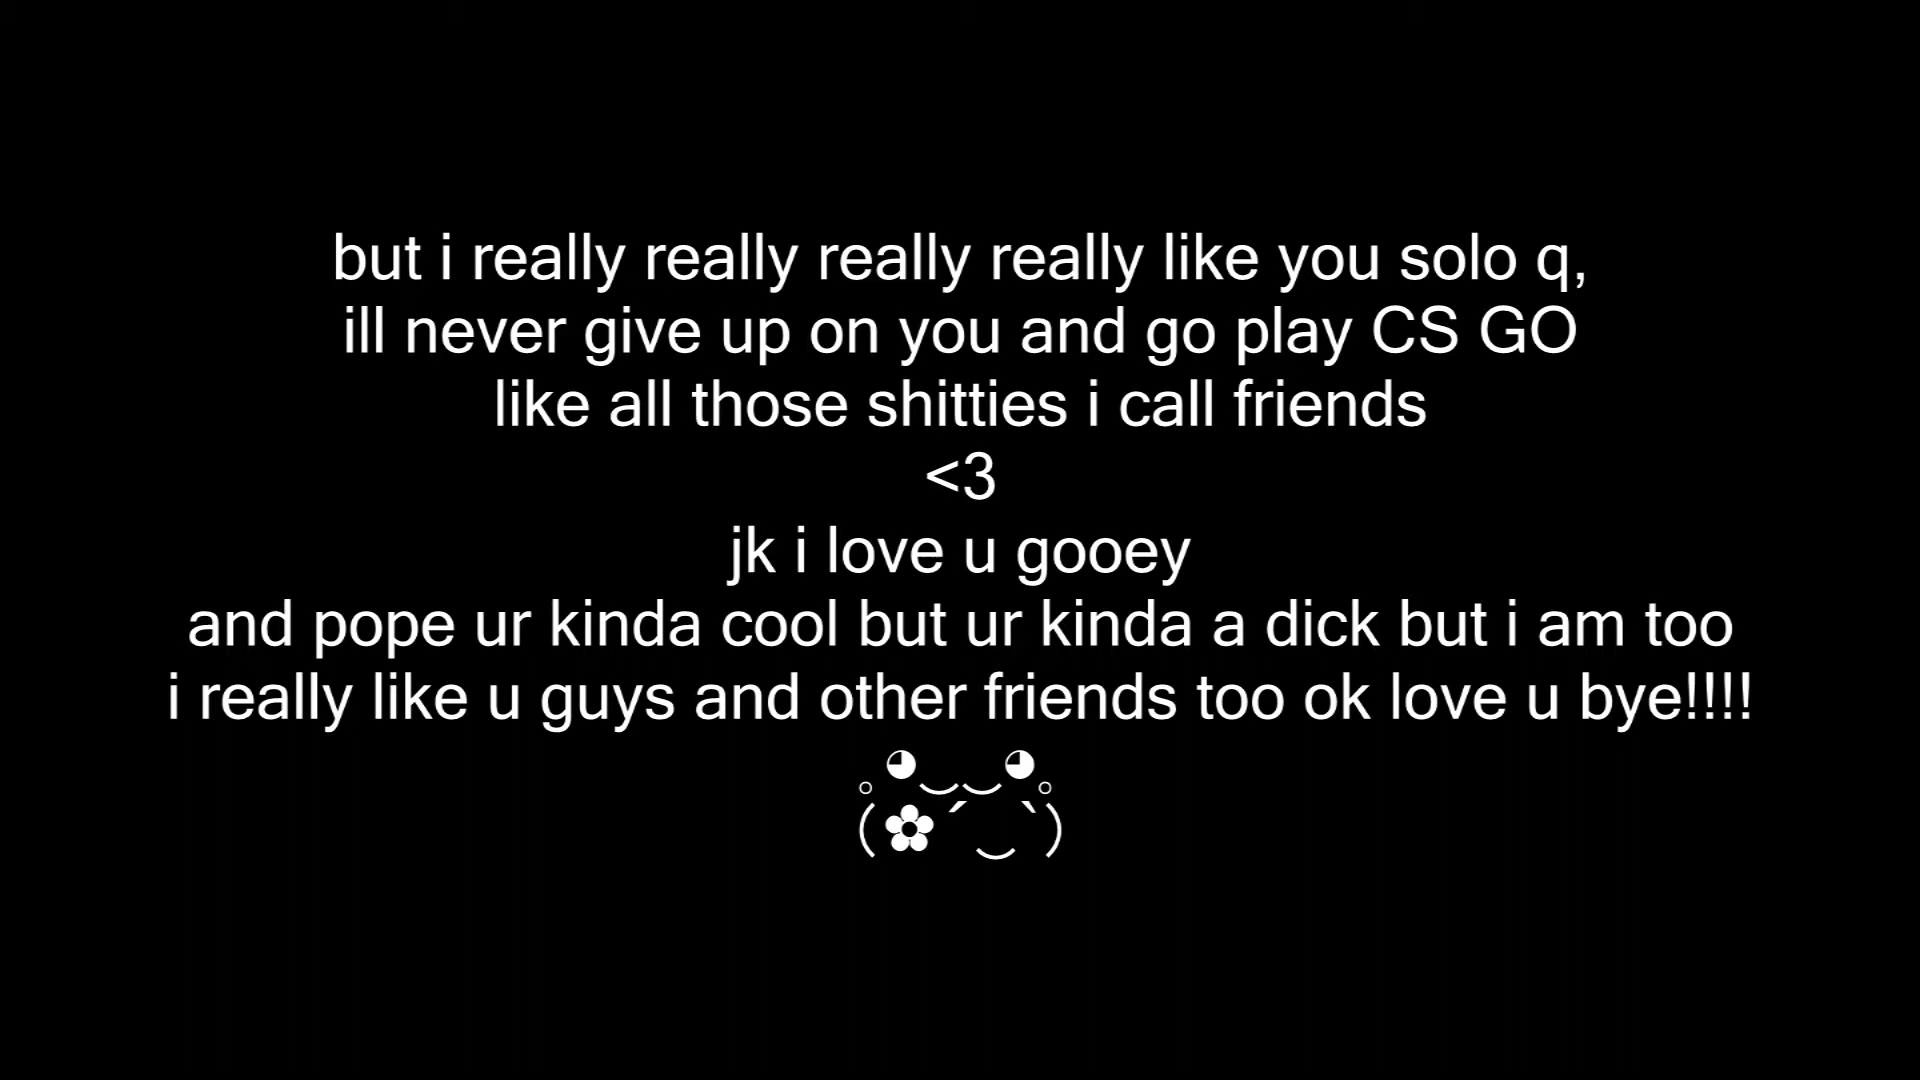 but i really really really really like you solo q,
ill never give up on you and go play CS GO
like all those shitties i call friends
<3
jk i love u gooey
and pope ur kinda cool but ur kinda a dick but i am too
i really like u guys and other friends too ok love u bye!!!!
｡◕‿‿◕｡
(✿´‿`)